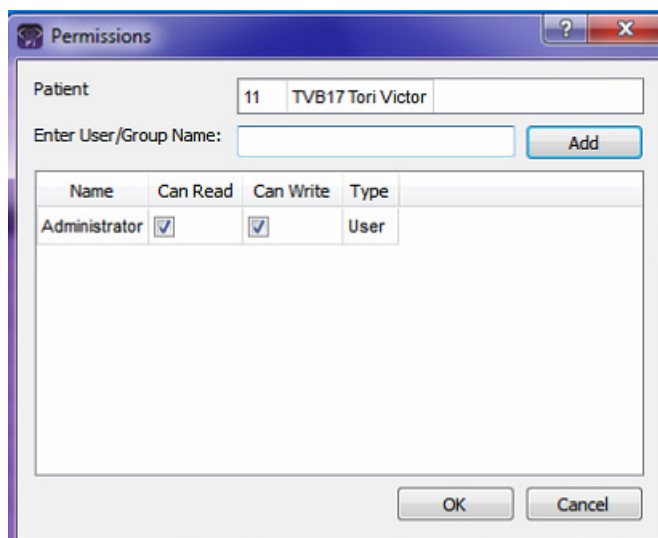 Permissions
?
X
Patient 11 TVB17 Tori Victor
Enter User/Group Name: Add
Name Can Read Can Write Type
Administrator User
OK Cancel